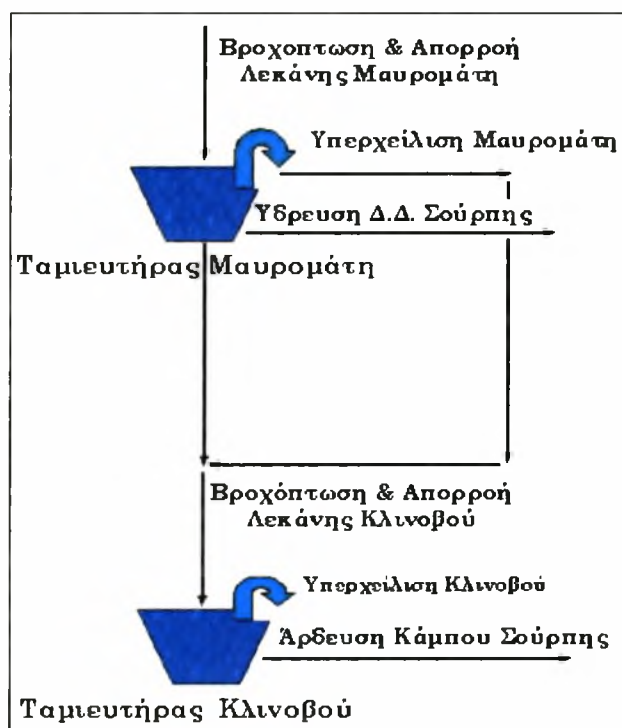 Βροχοπτωση & Απορροή
Λεκάνης Μαυρομάτη
Υπερχείλιση Μαυρομάτη
Ύδρευση Δ.Δ. Σούρπης
Ταμιευτήρας Μαυρομάτη
Βροχόπτωση & Απορροή
Λεκάνης Κλινοβού
Υπερχείλιση Κλινοβού
Άρδευση Κάμπου Σούρπης
Ταμιευτήρας Κλινοβού